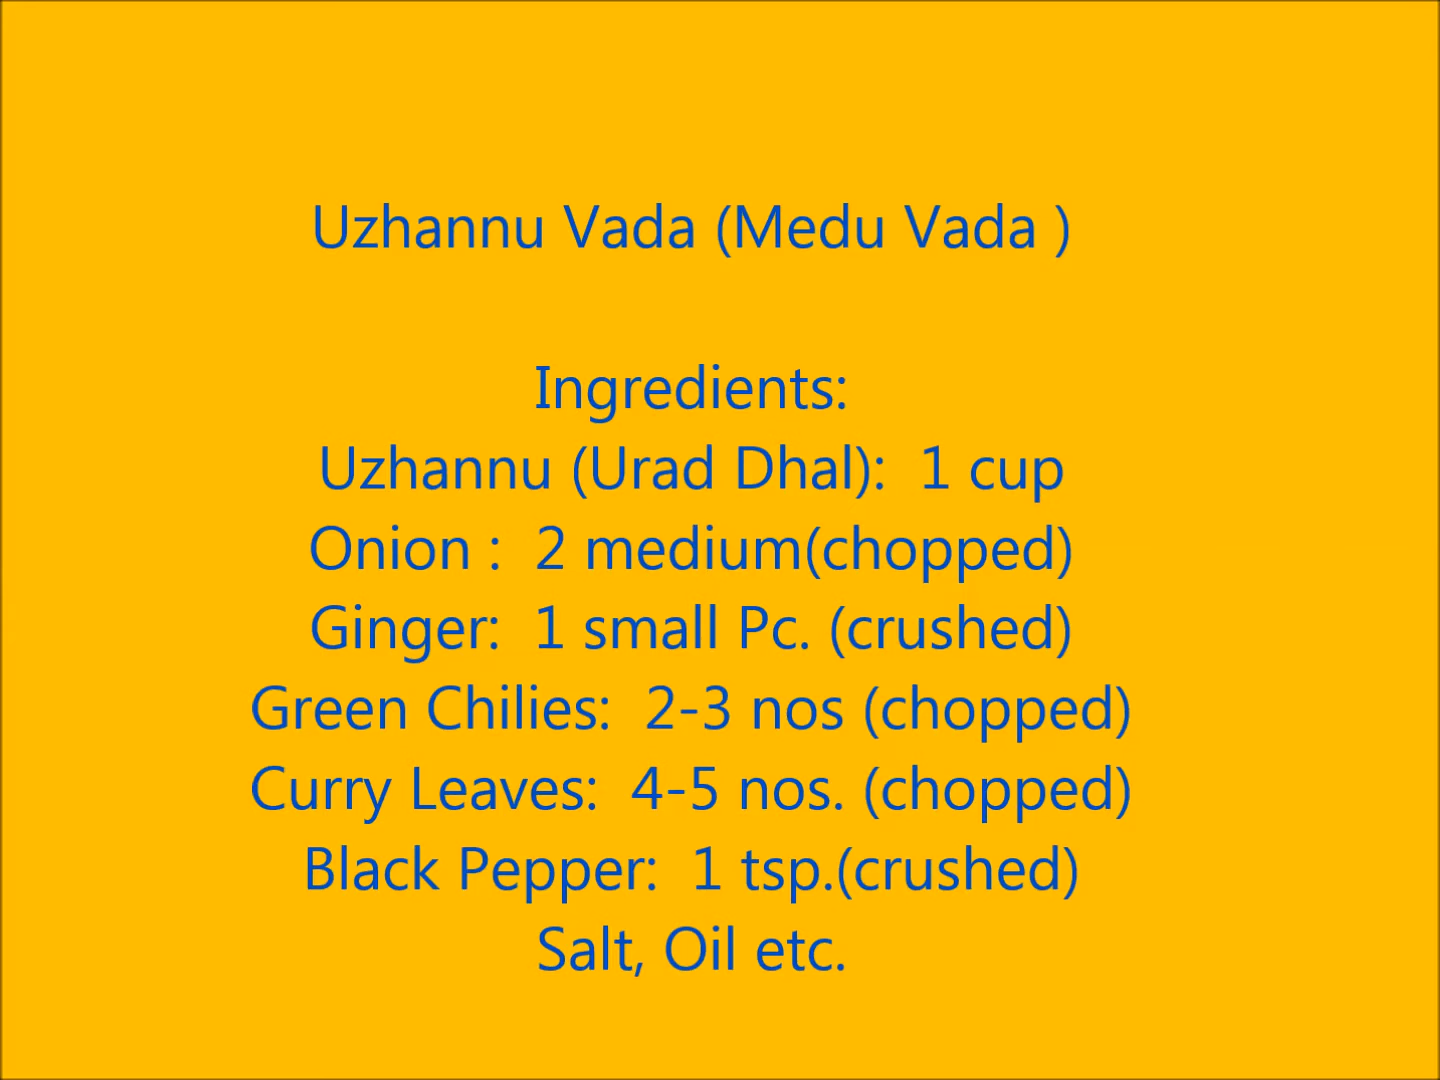 Uzhannu Vada (Medu Vada )
Ingredients:
Uzhannu (Urad Dhal):  1 cup
Onion :  2 medium(chopped)
Ginger:  1 small Pc. (crushed)
Green Chilies:  2-3 nos (chopped)
Curry Leaves:  4-5 nos. (chopped)
Black Pepper:  1 tsp.(crushed)
Salt, Oil etc.